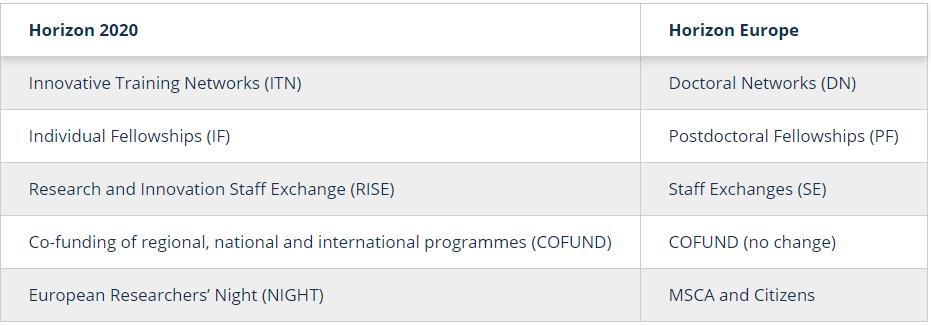 Horizon 2020 Horizon Europe
Innovative Training Networks (ITN) Doctoral Networks (DN)
Individual Fellowships (IF) Postdoctoral Fellowships (PF)
Research and Innovation Staff Exchange (RISE) Staff Exchanges (SE)
Co-funding of regional, national and international programmes (COFUND) COFUND (no change)
European Researchers’ Night (NIGHT) MSCA and Citizens